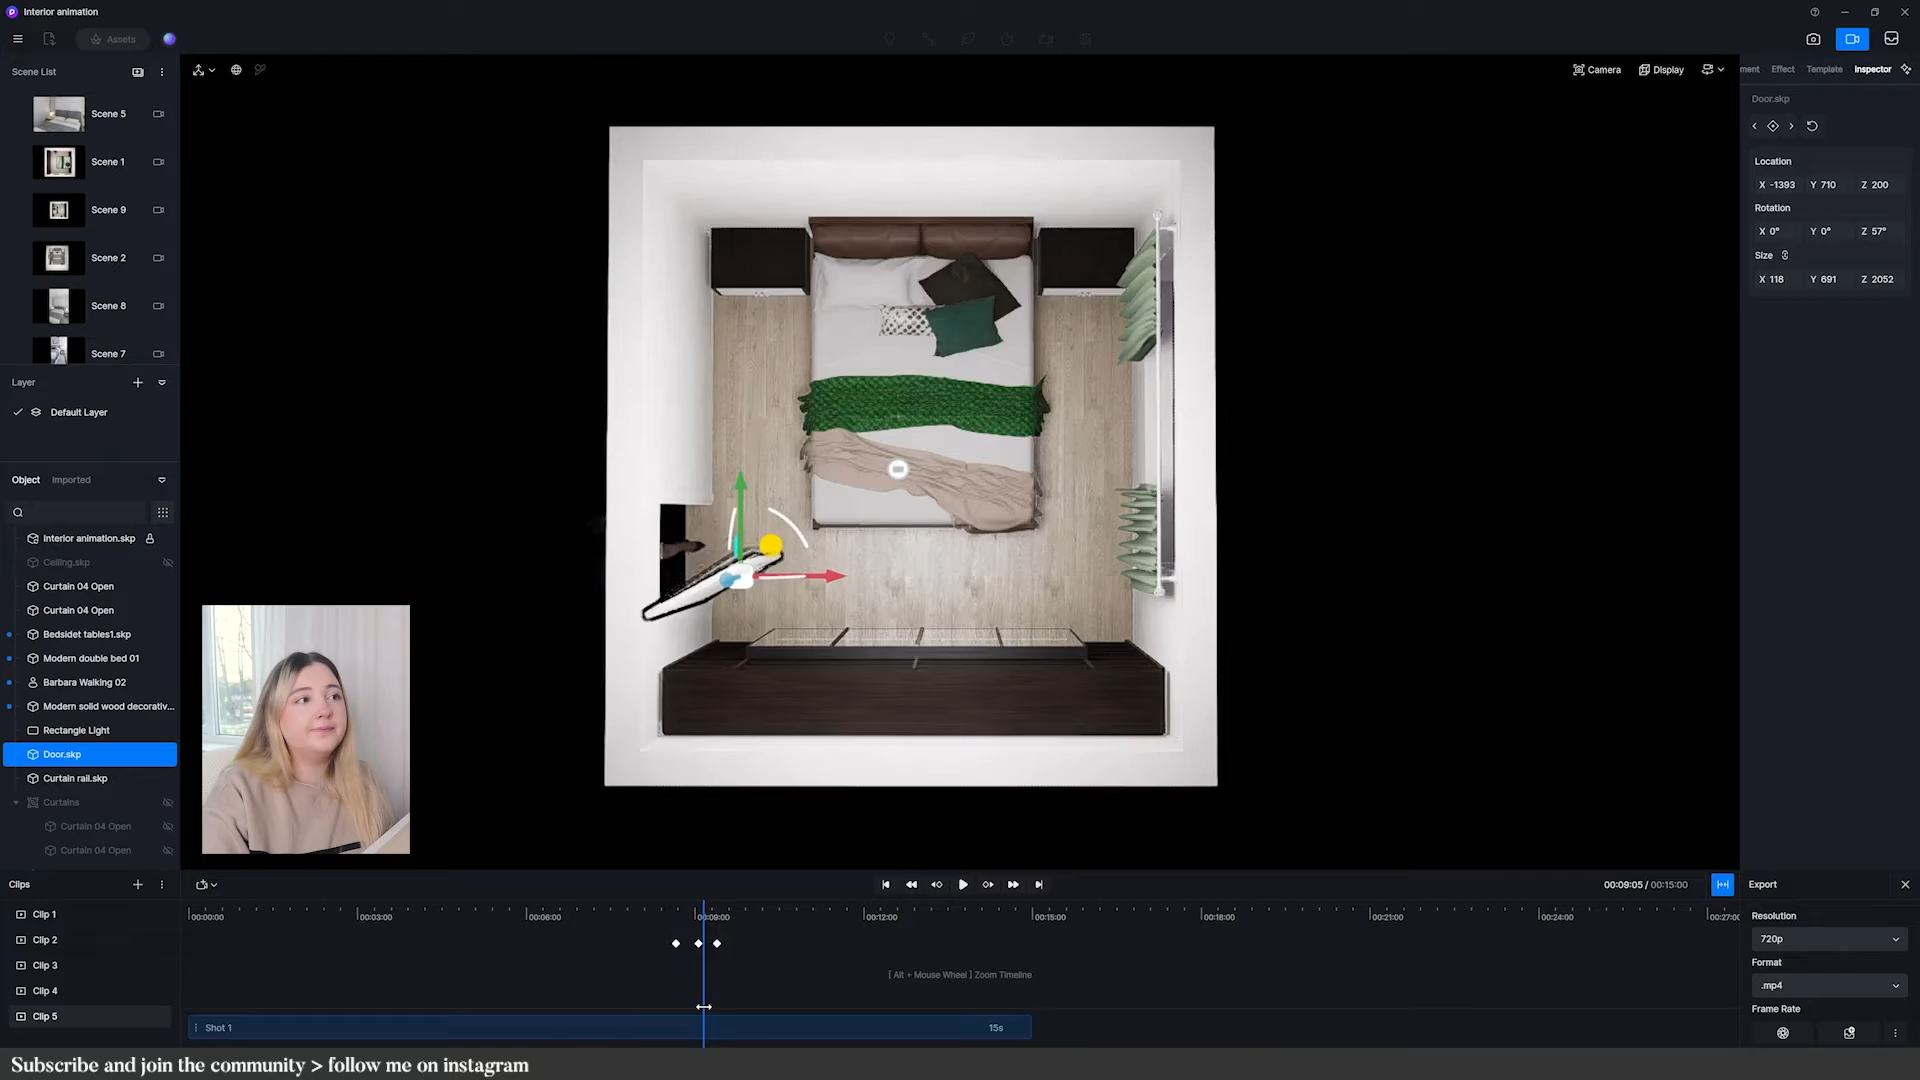 Interior animation
Assets
Scene List
Scene 5
Scene 1
Scene 9
Scene 2
Scene 8
Scene 7
Layer
Default Layer
Object Imported
Interior animation.skp
Ceiling.skp
Curtain 04 Open
Curtain 04 Open
Bedsidet tables1.skp
Modern double bed 01
Barbara Walking 02
Modern solid wood decorativ...
Rectangle Light
Door.skp
Curtain rail.skp
Curtains
Curtain 04 Open
Curtain 04 Open
Camera Display
ment Effect Template Inspector
Door.skp
Location
X -1393 Y 710 Z 200
Rotation
X 0° Y 0° Z 57°
Size
X 118 Y 691 Z 2052
Clips
Clip 1
Clip 2
Clip 3
Clip 4
Clip 5
00:09:05 / 00:15:00
00:00:00 00:03:00 00:06:00 00:09:00 00:12:00 00:15:00 00:18:00 00:21:00 00:24:00 00:27:00
[ Alt + Mouse Wheel ] Zoom Timeline
Shot 1 15s
Export
Resolution
720p
Format
.mp4
Frame Rate
Subscribe and join the community > follow me on instagram